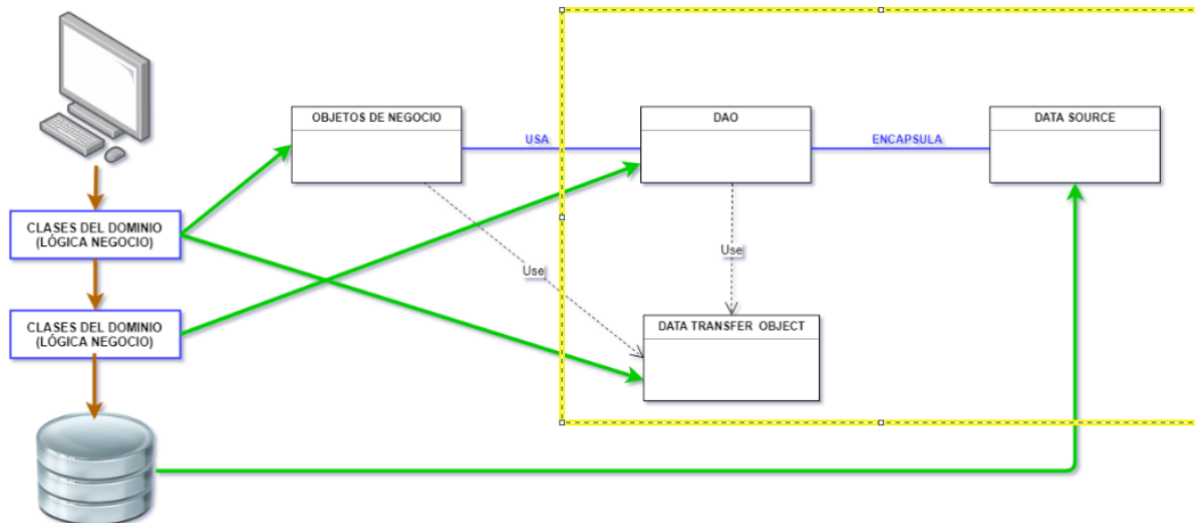 OBJETOS DE NEGOCIO
DAO
DATA SOURCE
USA
ENCAPSULA
CLASES DEL DOMINIO
(LÓGICA NEGOCIO)
Use
Use
CLASES DEL DOMINIO
(LÓGICA NEGOCIO)
DATA TRANSFER OBJECT